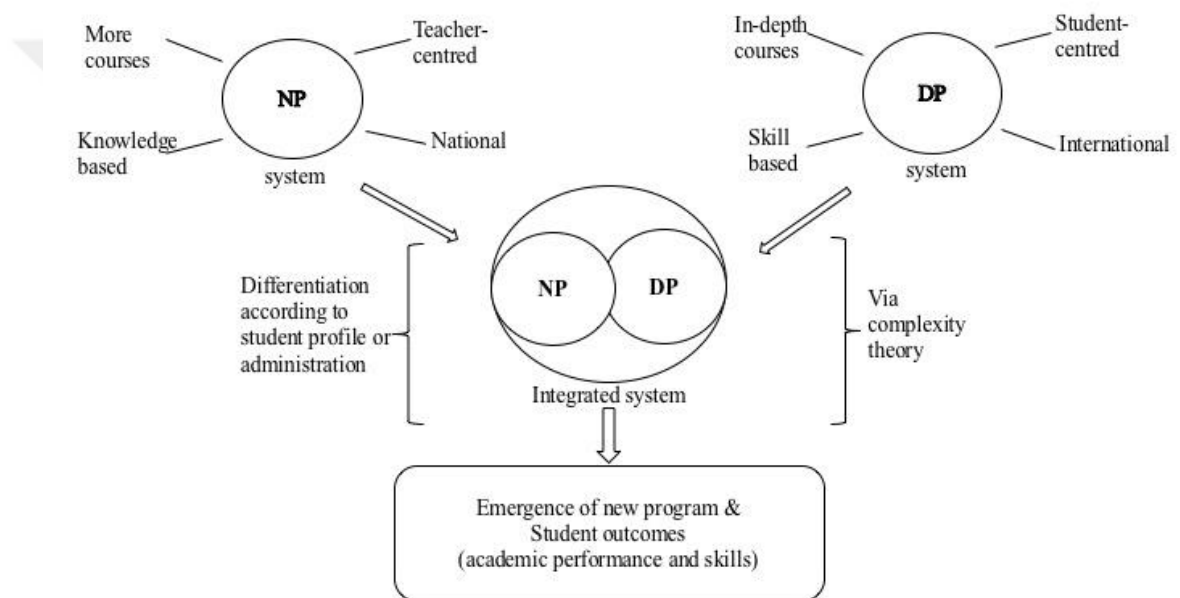 More
courses
Teacher-
centred
NP
Knowledge
based
National
system
In-depth
courses
Student-
centred
DP
Skill
based
International
system
Differentiation
according to
student profile or
administration
NP
DP
Integrated system
Via
complexity
theory
Emergence of new program &
Student outcomes
(academic performance and skills)